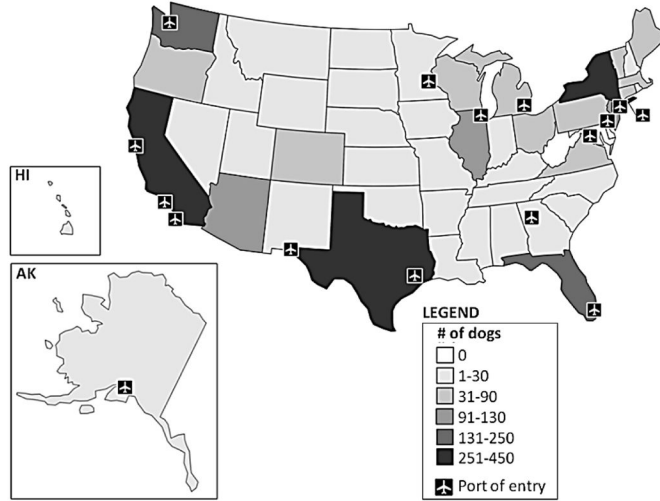 HI
AK
LEGEND
# of dogs
0
1-30
31-90
91-130
131-250
251-450
Port of entry